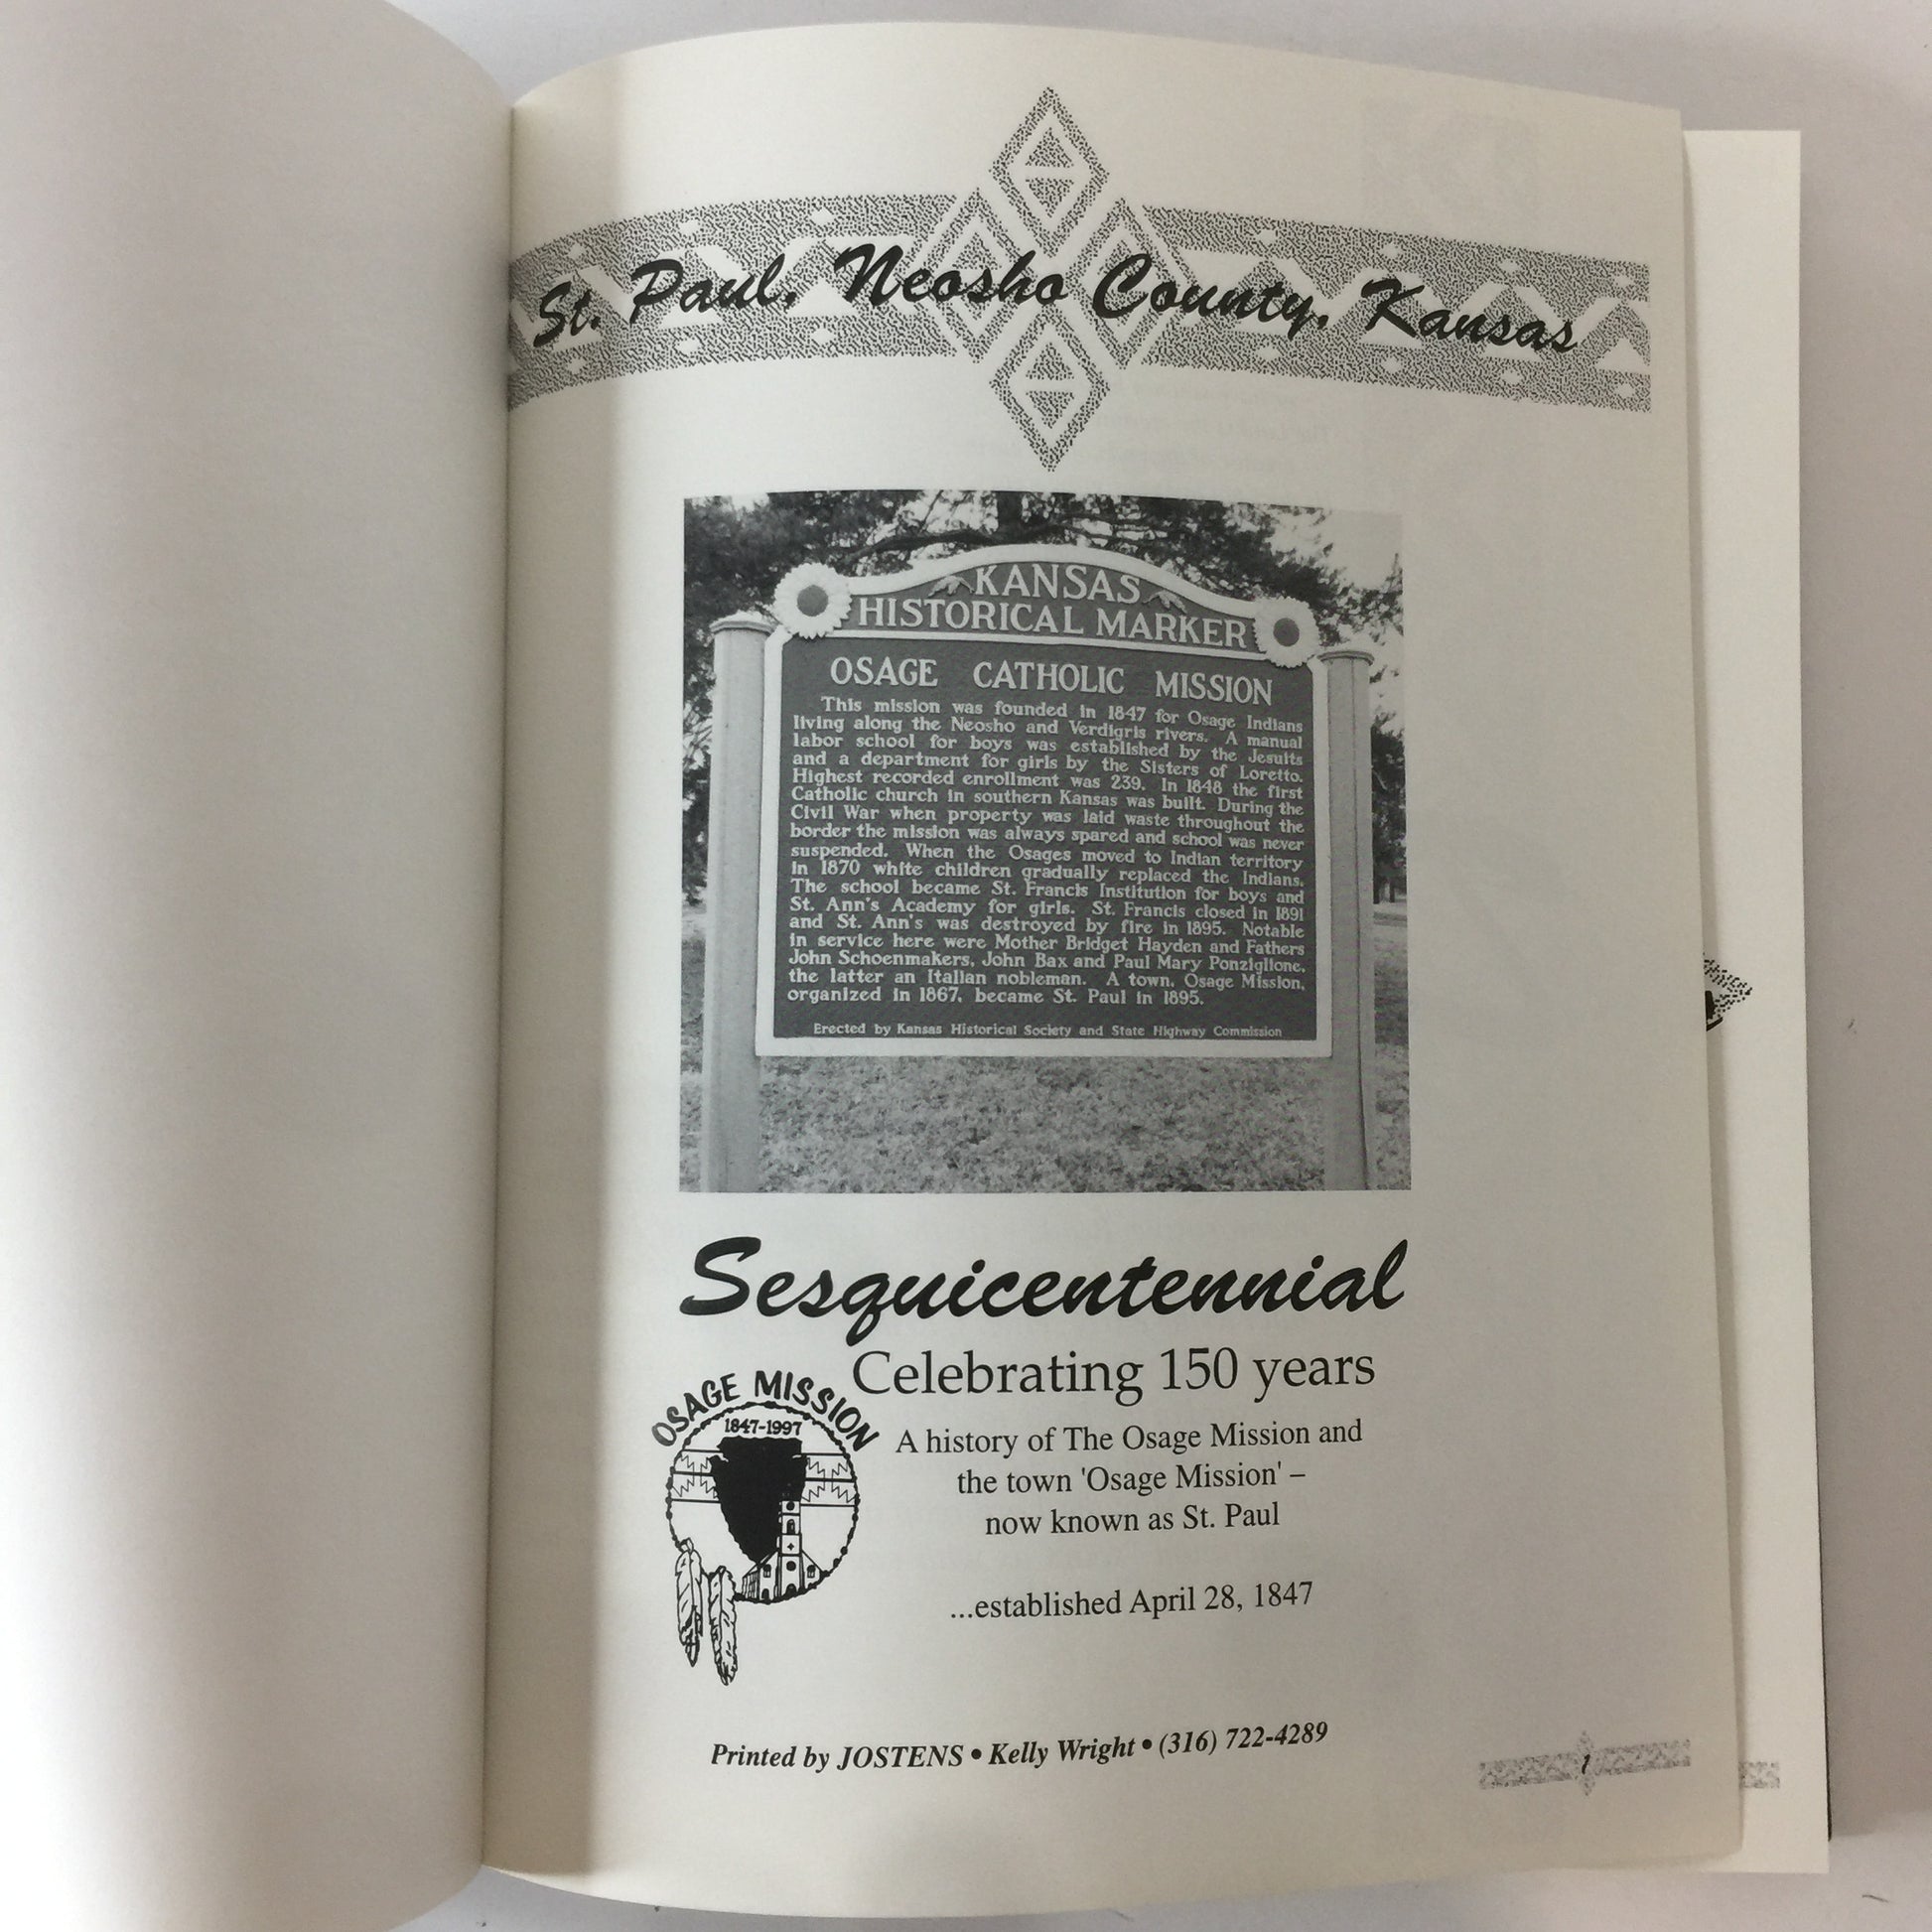 St. Paul, Neosho County, Kansas
KANSAS
HISTORICAL MARKER
OSAGE CATHOLIC MISSION
This mission was founded in 1847 for Osage Indians
living along the Neosho and Verdigris rivers. A manual
labor school for boys was established by the Jesuits
and a department for girls by the Sisters of Loretto.
Highest recorded enrollment was 239. In 1848 the first
Catholic church in southern Kansas was built. During the
Civil War when property was laid waste throughout the
border the mission was always spared and school was never
suspended. When the Osages moved to Indian territory
in 1870 white children gradually replaced the Indians.
The school became St. Francis Institution for boys and
St. Ann's Academy for girls. St. Francis closed in 1891
and St. Ann's was destroyed by fire in 1895. Notable
in service here were Mother Bridget Hayden and Fathers
John Schoenmakers, John Bax and Paul Mary Ponziglione,
the latter an Italian nobleman. A town, Osage Mission,
organized in 1867, became St. Paul in 1895.
Erected by Kansas Historical Society and State Highway Commission
Sesquicentennial
Celebrating 150 years
OSAGE MISSION
1847-1997
A history of The Osage Mission and
the town 'Osage Mission' –
now known as St. Paul
...established April 28, 1847
Printed by JOSTENS • Kelly Wright • (316) 722-4289
1